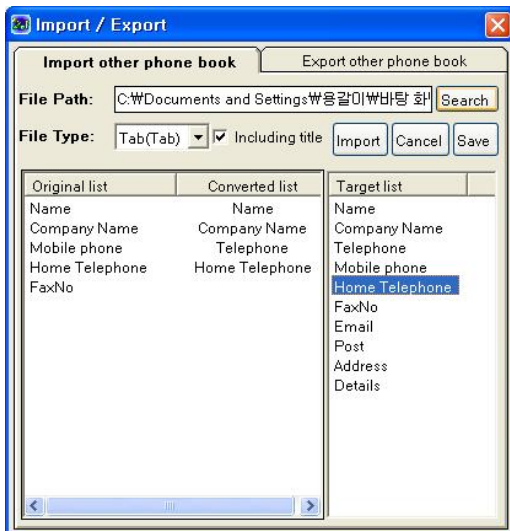 Import / Export
Import other phone book
Export other phone book
File Path: C:₩Documents and Settings₩용갈이₩바탕 화 Search
File Type: Tab(Tab) Including title Import Cancel Save
Original list Converted list Target list
Name Name Name
Company Name Company Name Company Name
Mobile phone Telephone Telephone
Home Telephone Home Telephone Mobile phone
FaxNo Home Telephone
FaxNo
Email
Post
Address
Details